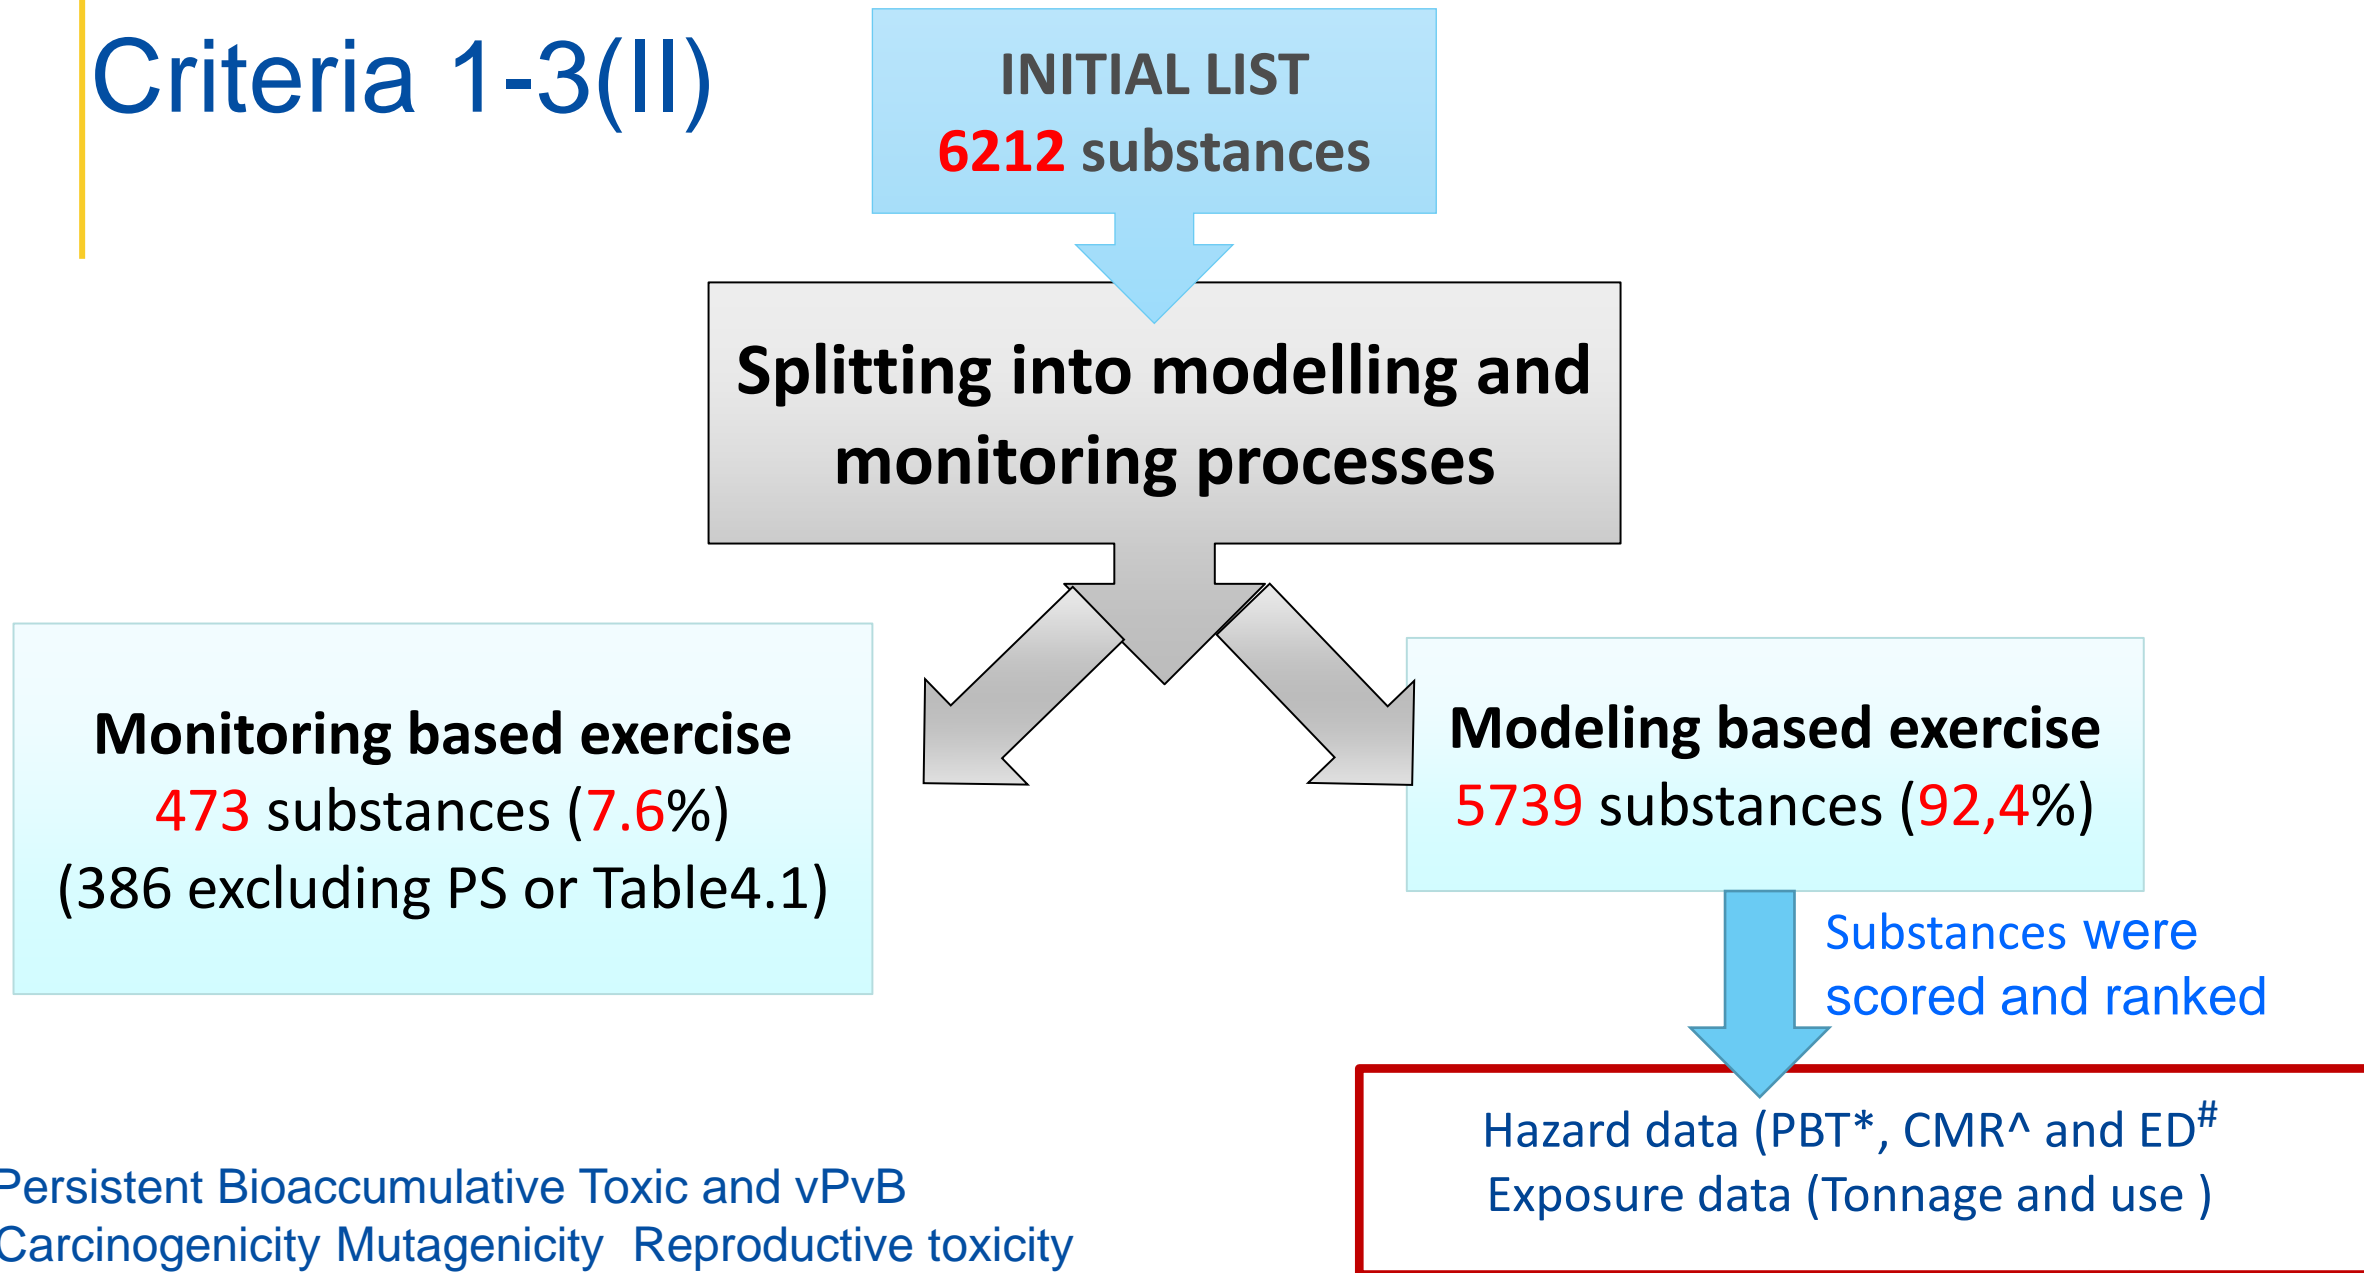 Criteria 1-3(II)
INITIAL LIST
6212 substances
Splitting into modelling and
monitoring processes
Monitoring based exercise
473 substances (7.6%)
(386 excluding PS or Table4.1)
Modeling based exercise
5739 substances (92,4%)
Substances were
scored and ranked
Hazard data (PBT*, CMR^ and ED#
Exposure data (Tonnage and use )
Persistent Bioaccumulative Toxic and vPvB
Carcinogenicity Mutagenicity  Reproductive toxicity